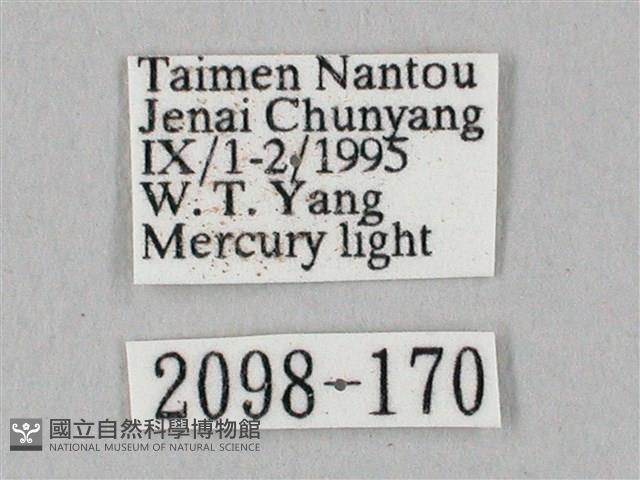 Taimen Nantou
Jenai Chunyang
IX/1-2/1995
W. T. Yang
Mercury light
2098-170
國立自然科學博物館
NATIONAL MUSEUM OF NATURAL SCIENCE